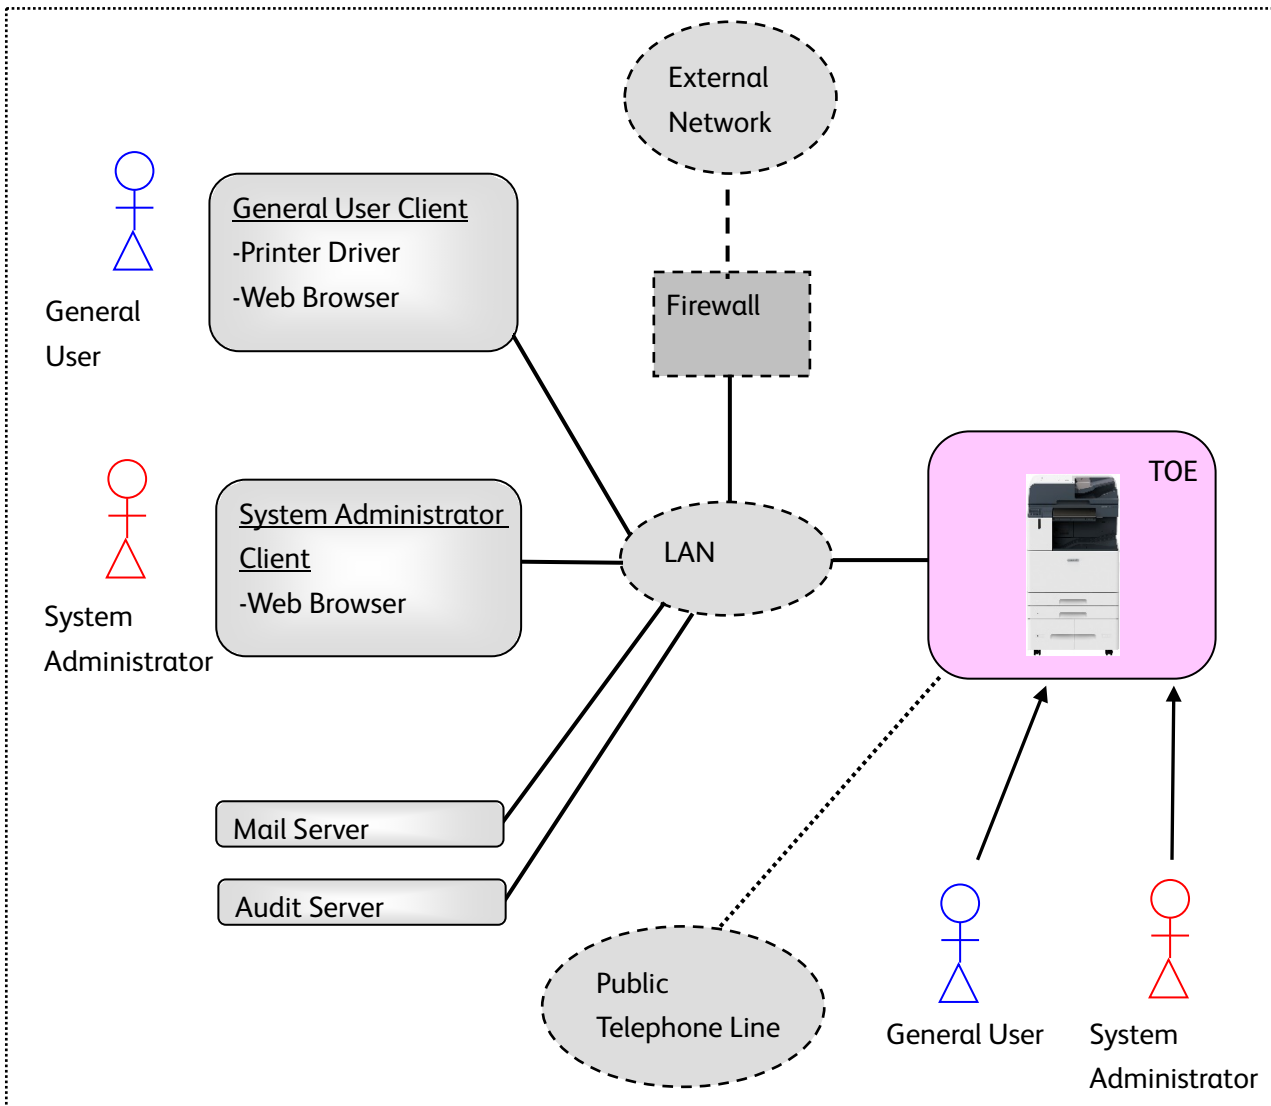 External
Network
General User Client
-Printer Driver
-Web Browser
General
User
Firewall
TOE
System Administrator
Client
-Web Browser
LAN
System
Administrator
Mail Server
Audit Server
Public
Telephone Line
General User
System
Administrator